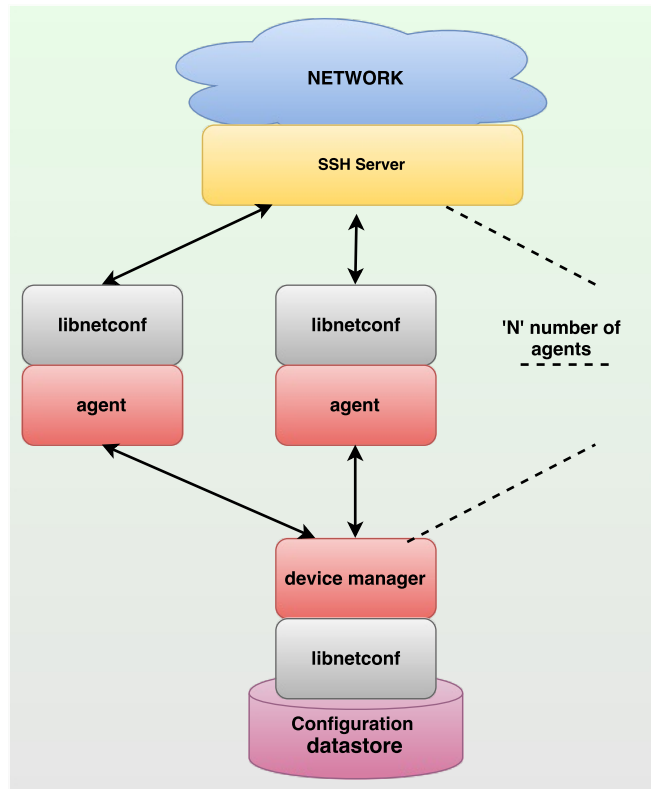 NETWORK
SSH Server
libnetconf
libnetconf
'N' number of
agents
agent
agent
device manager
libnetconf
Configuration
datastore